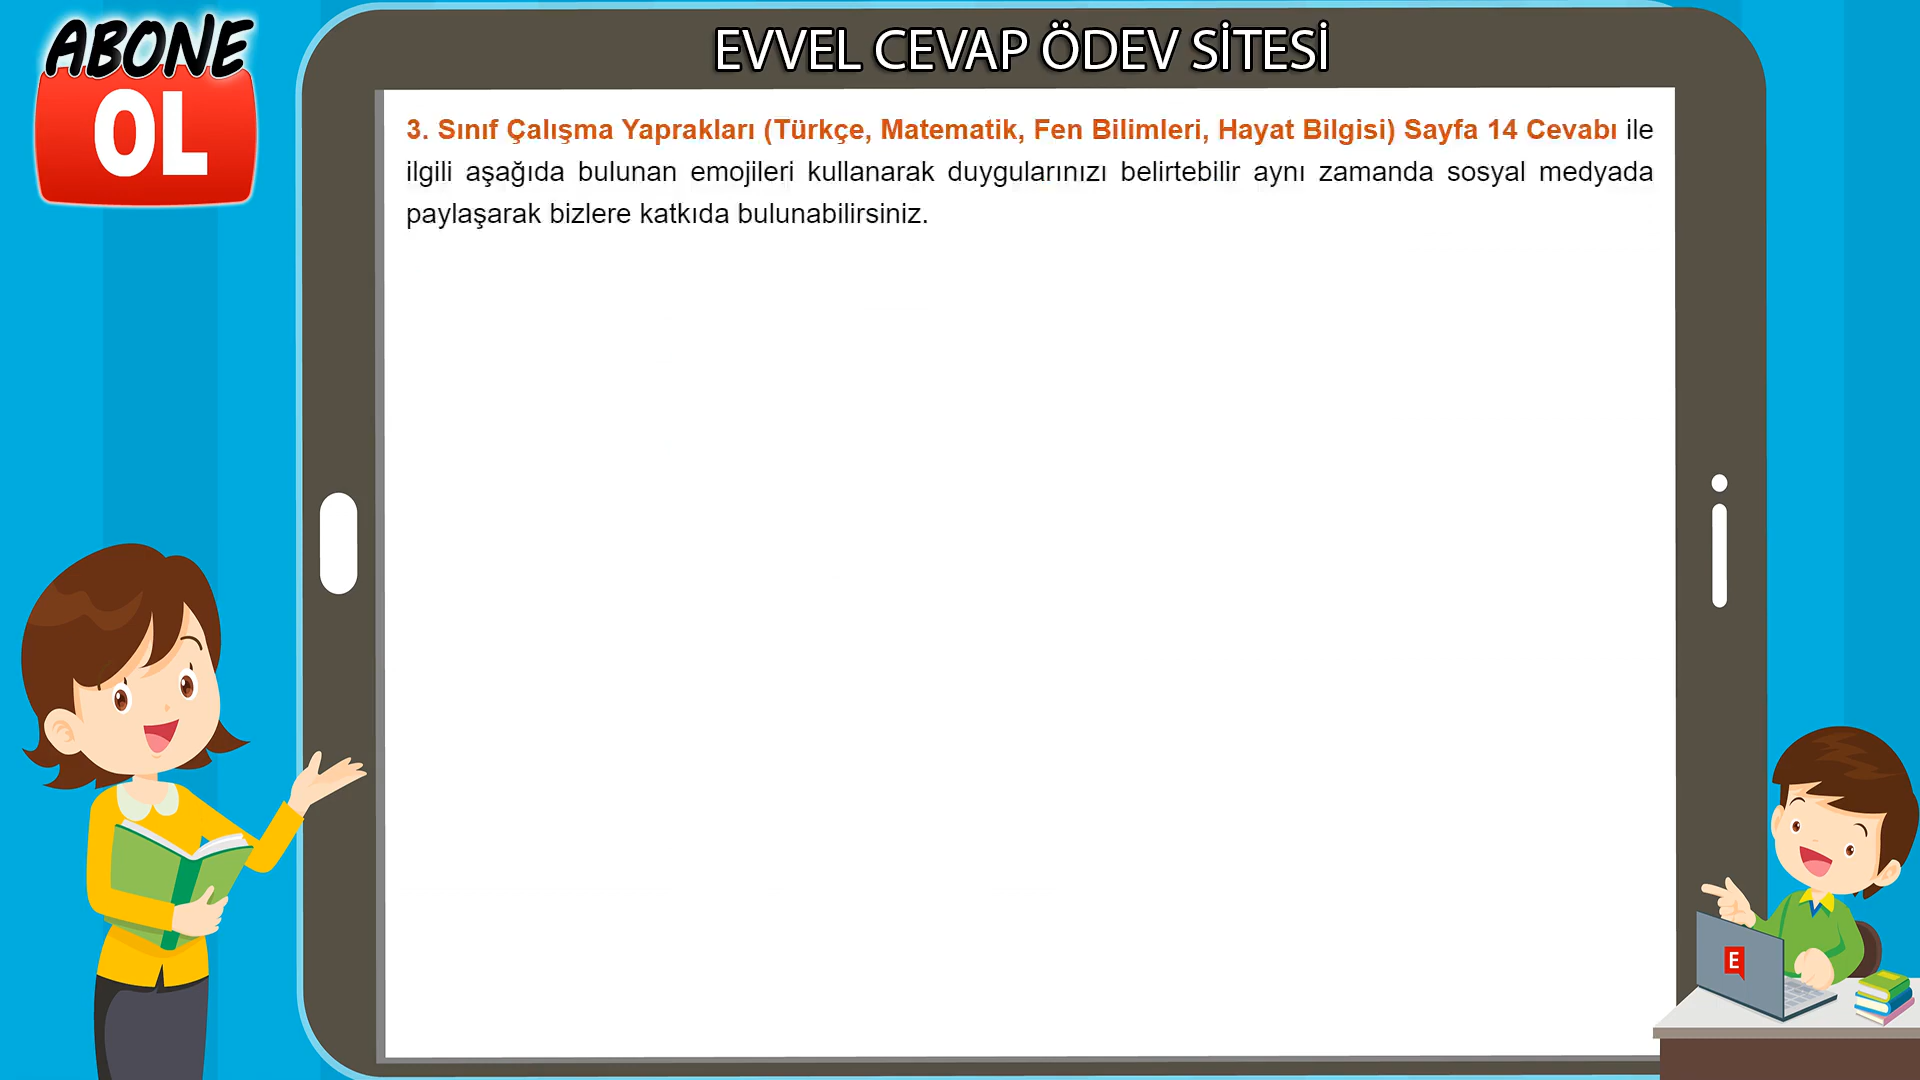 ABONE
OL
EVVEL CEVAP ÖDEV SİTESİ
3. Sınıf Çalışma Yaprakları (Türkçe, Matematik, Fen Bilimleri, Hayat Bilgisi) Sayfa 14 Cevabı ile
ilgili aşağıda bulunan emojileri kullanarak duygularınızı belirtebilir aynı zamanda sosyal medyada
paylaşarak bizlere katkıda bulunabilirsiniz.
E